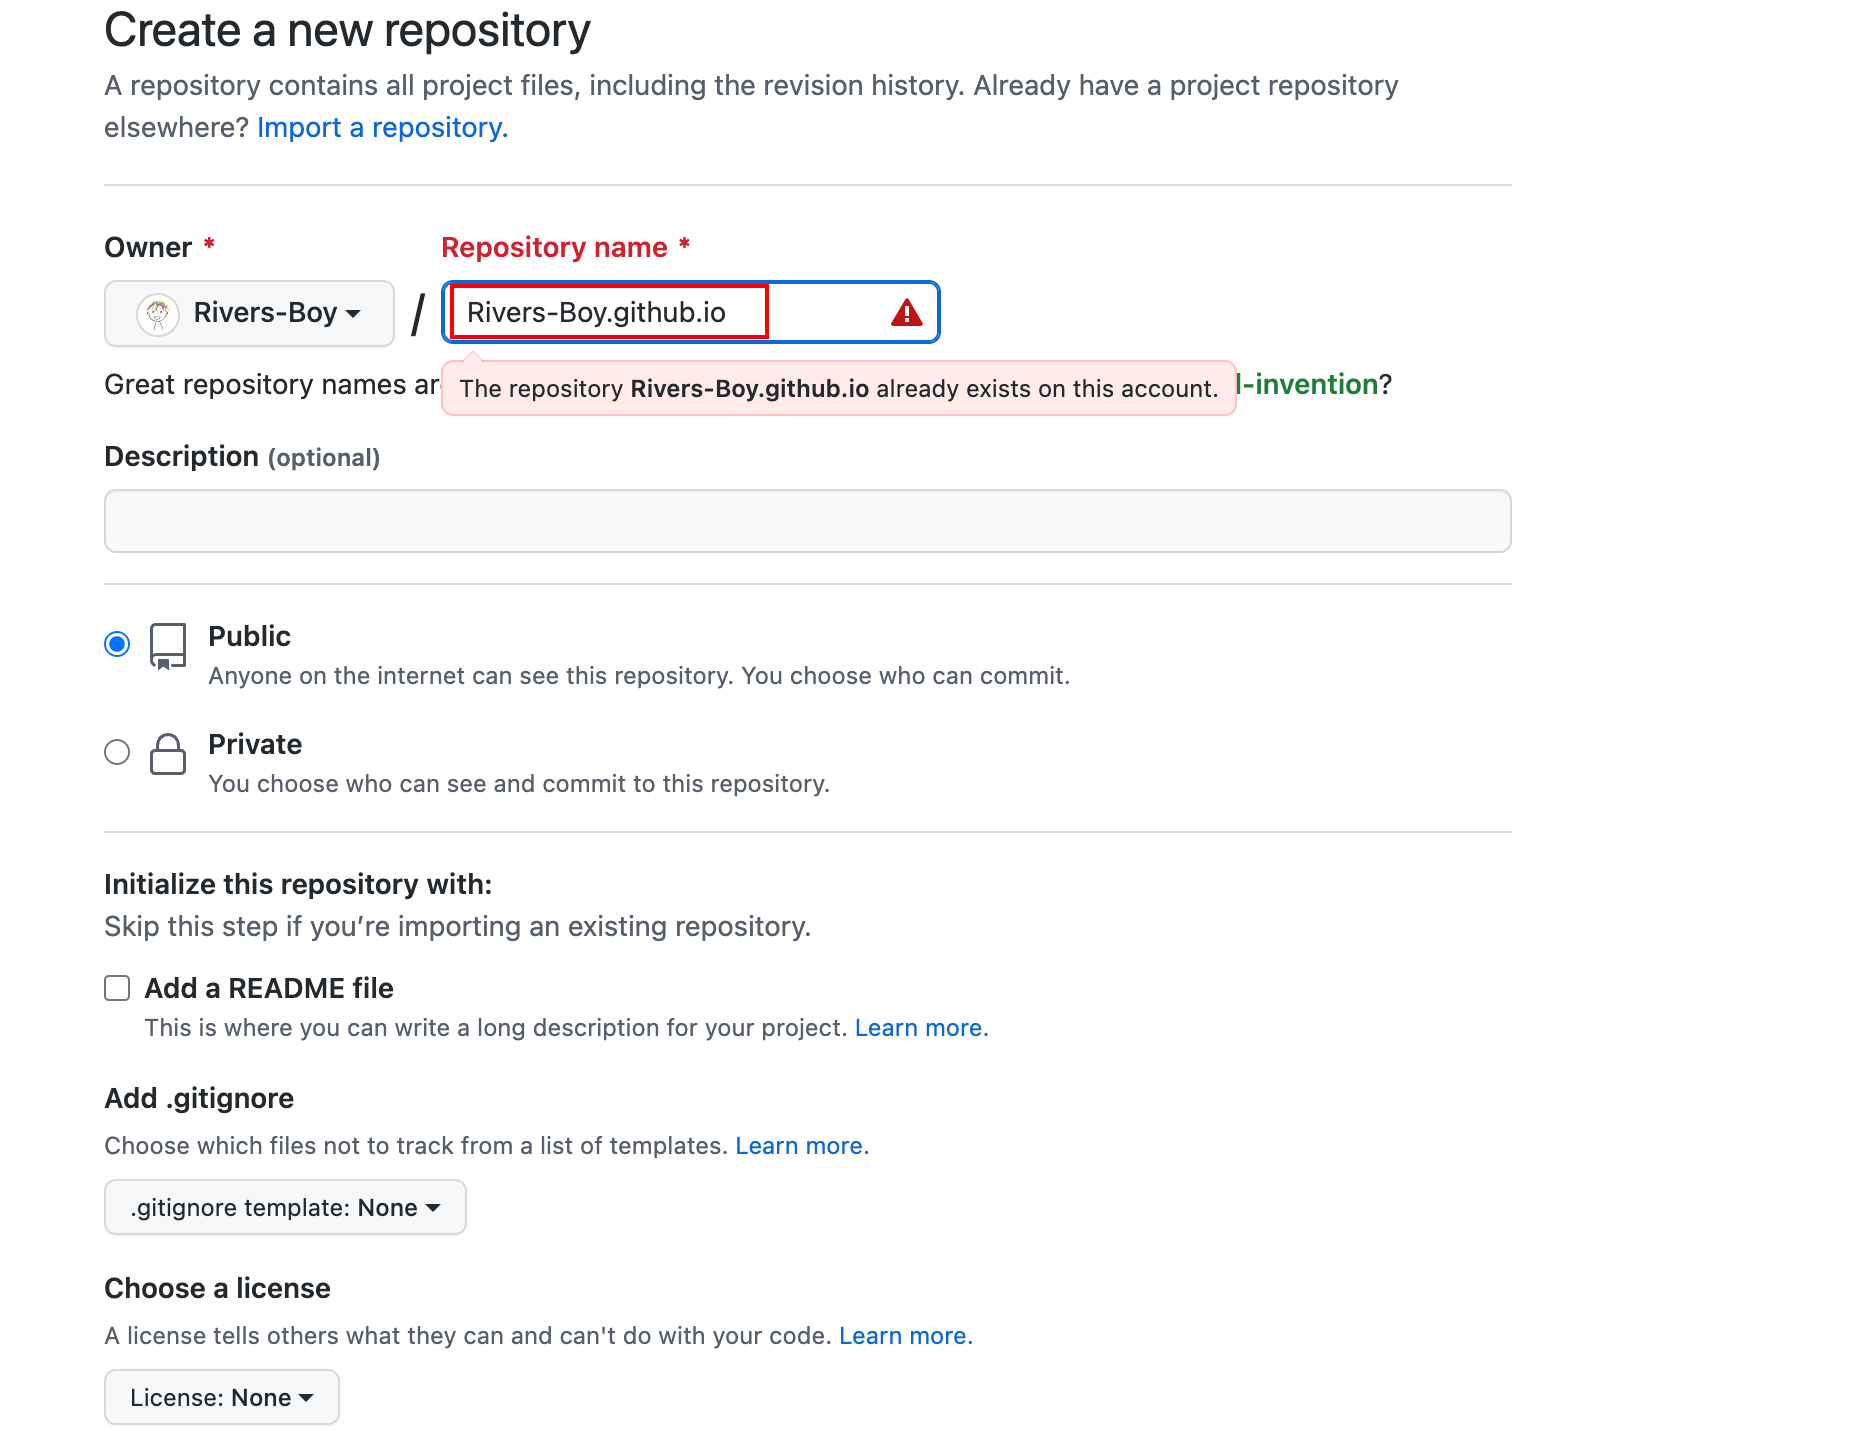 Create a new repository
A repository contains all project files, including the revision history. Already have a project repository
elsewhere? Import a repository.
Owner *
Repository name *
Rivers-Boy
/
Rivers-Boy.github.io
Great repository names
-invention?
The repository Rivers-Boy.github.io already exists on this account.
Description (optional)
Public
Anyone on the internet can see this repository. You choose who can commit.
Private
You choose who can see and commit to this repository.
Initialize this repository with:
Skip this step if you’re importing an existing repository.
Add a README file
This is where you can write a long description for your project. Learn more.
Add .gitignore
Choose which files not to track from a list of templates. Learn more.
.gitignore template: None
Choose a license
A license tells others what they can and can't do with your code. Learn more.
License: None